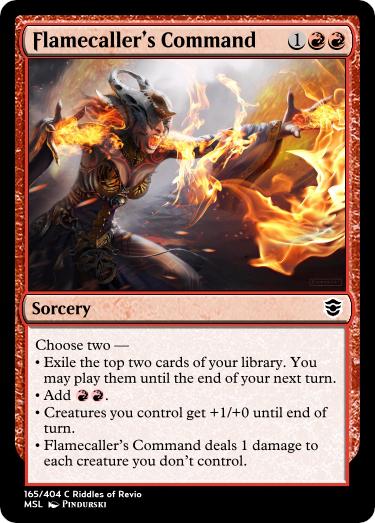 Flamecaller's Command 1RR
Sorcery
Choose two —
• Exile the top two cards of your library. You
may play them until the end of your next turn.
• Add RR.
• Creatures you control get +1/+0 until end of
turn.
• Flamecaller's Command deals 1 damage to
each creature you don't control.
165/404 C Riddles of Revio
MSL Pindurski